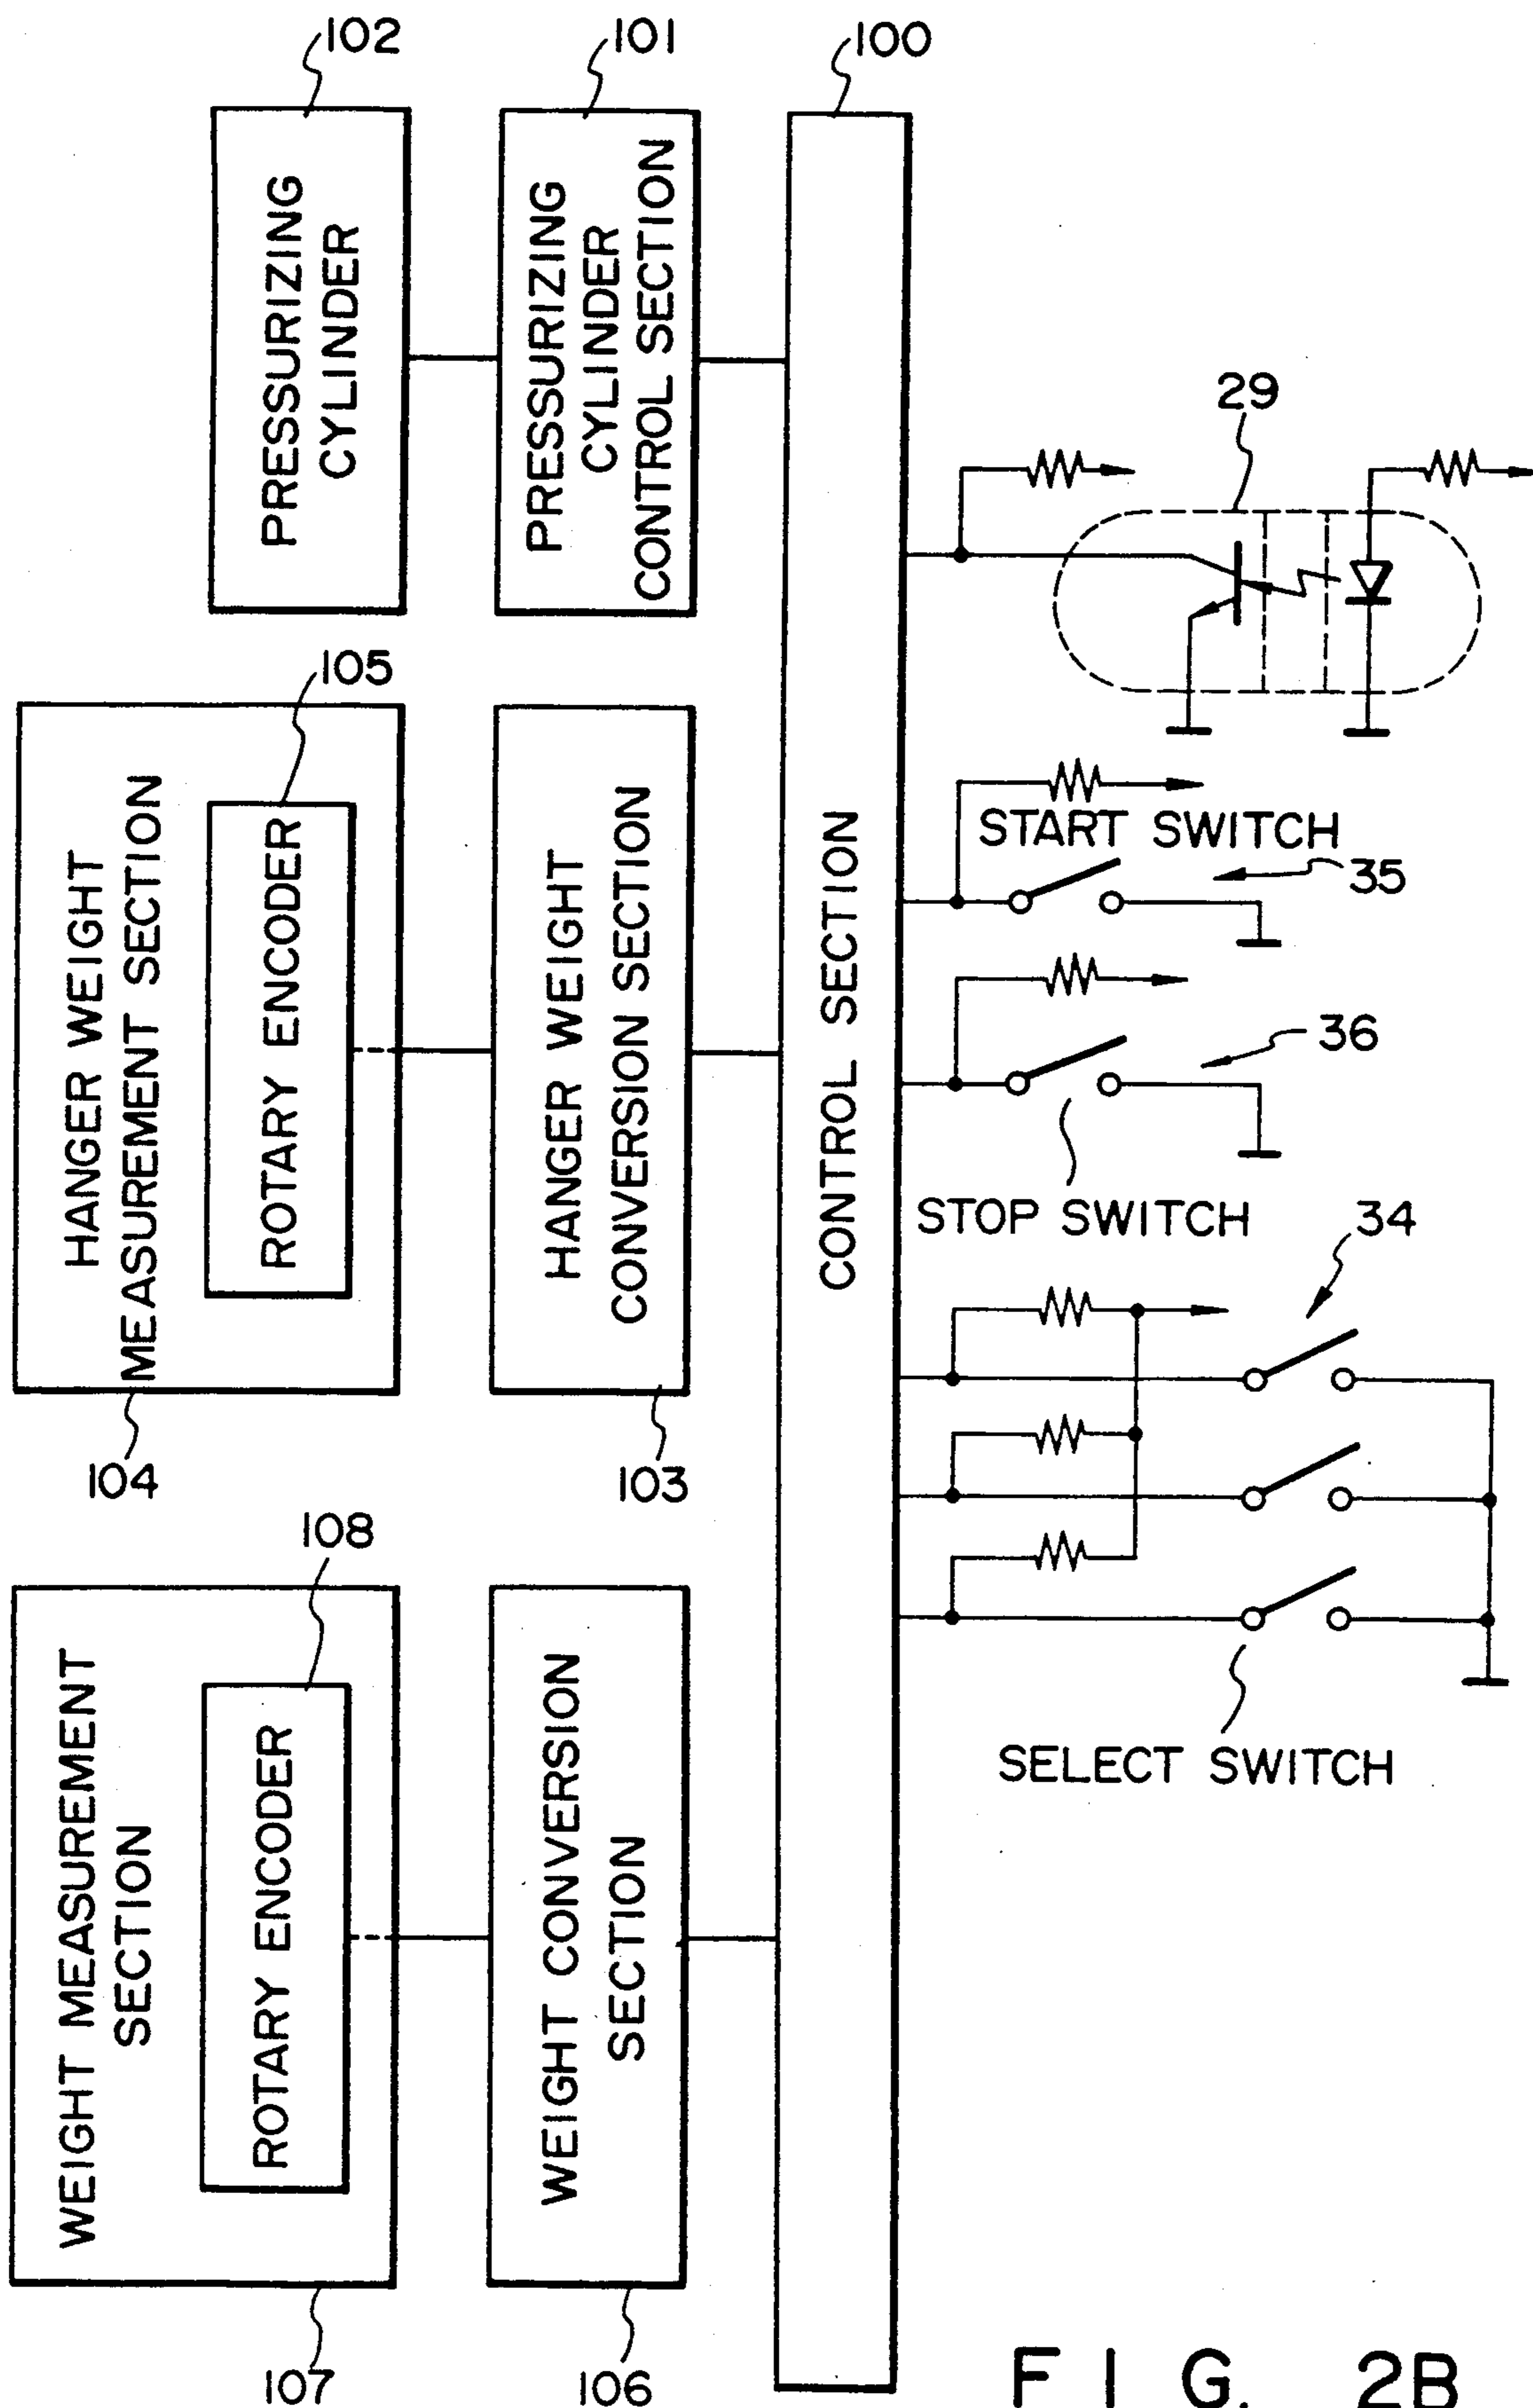 102
101
100
PRESSURIZING
CYLINDER
PRESSURIZING
CYLINDER
CONTROL SECTION
29
105
HANGER WEIGHT
MEASUREMENT SECTION
ROTARY ENCODER
HANGER WEIGHT
CONVERSION SECTION
CONTROL SECTION
START SWITCH
35
36
STOP SWITCH
34
104
103
108
WEIGHT MEASUREMENT
SECTION
ROTARY ENCODER
WEIGHT CONVERSION
SECTION
SELECT SWITCH
107
106
FIG. 2B